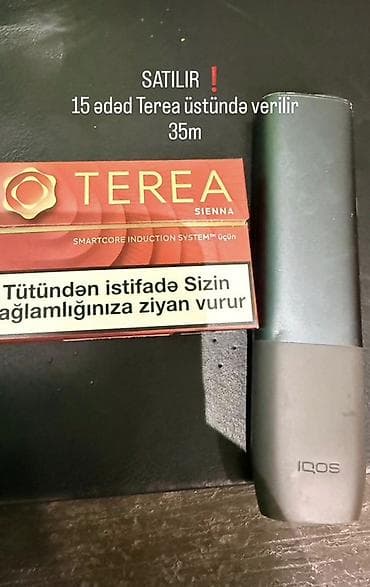 SATILIR❗
15 ədəd Terea üstündə verilir
35m
TEREA
SIENNA
SMARTCORE INDUCTION SYSTEM™ üçün
Tütündən istifadə Sizin
ağlamlığınıza ziyan vurur
IQOS